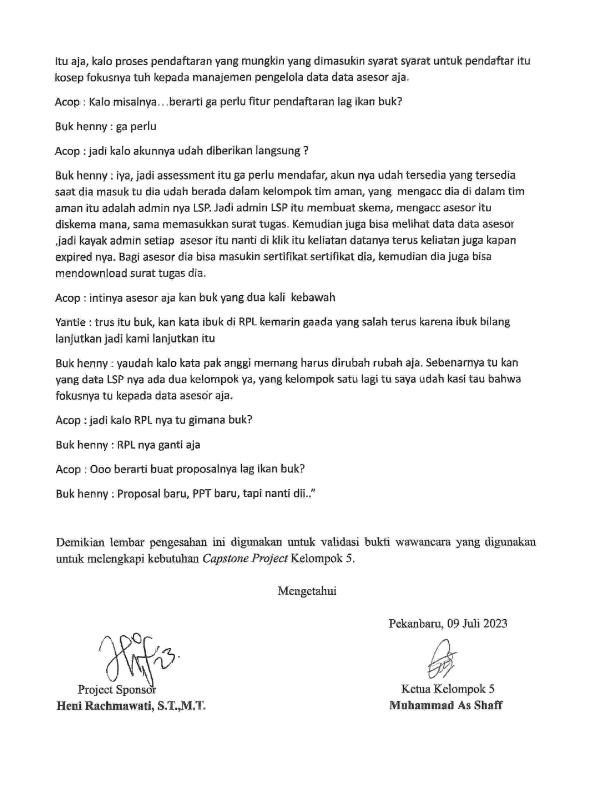 Itu aja, kalo proses pendaftaran yang mungkin yang dimasukin syarat syarat untuk pendaftar itu
kosep fokusnya tuh kepada manajemen pengelola data data asesor aja.
Acop : Kalo misalnya…berarti ga perlu fitur pendaftaran lag ikan buk?
Buk henny : ga perlu
Acop : jadi kalo akunnya udah diberikan langsung ?
Buk henny : iya, jadi assessment itu ga perlu mendafar, akun nya udah tersedia yang tersedia
saat dia masuk tu dia udah berada dalam kelompok tim aman, yang  mengacc dia di dalam tim
aman itu adalah admin nya LSP. Jadi admin LSP itu membuat skema, mengacc asesor itu
diskema mana, sama memasukkan surat tugas. Kemudian juga bisa melihat data data asesor
,jadi kayak admin setiap  asesor itu nanti di klik itu keliatan datanya terus keliatan juga kapan
expired nya. Bagi asesor dia bisa masukin sertifikat sertifikat dia, kemudian dia juga bisa
mendownload surat tugas dia.
Acop : intinya asesor aja kan buk yang dua kali  kebawah
Yantie : trus itu buk, kan kata ibuk di RPL kemarin gaada yang salah terus karena ibuk bilang
lanjutkan jadi kami lanjutkan itu
Buk henny : yaudah kalo kata pak anggi memang harus dirubah rubah aja. Sebenarnya tu kan
yang data LSP nya ada dua kelompok ya, yang kelompok satu lagi tu saya udah kasi tau bahwa
fokusnya tu kepada data asesor aja.
Acop : jadi kalo RPL nya tu gimana buk?
Buk henny : RPL nya ganti aja
Acop : Ooo berarti buat proposalnya lag ikan buk?
Buk henny : Proposal baru, PPT baru, tapi nanti dii..”
Demikian lembar pengesahan ini digunakan untuk validasi bukti wawancara yang digunakan
untuk melengkapi kebutuhan Capstone Project Kelompok 5.
Mengetahui
Pekanbaru, 09 Juli 2023
Project Sponsor
Ketua Kelompok 5
Heni Rachmawati, S.T.,M.T.
Muhammad As Shaff